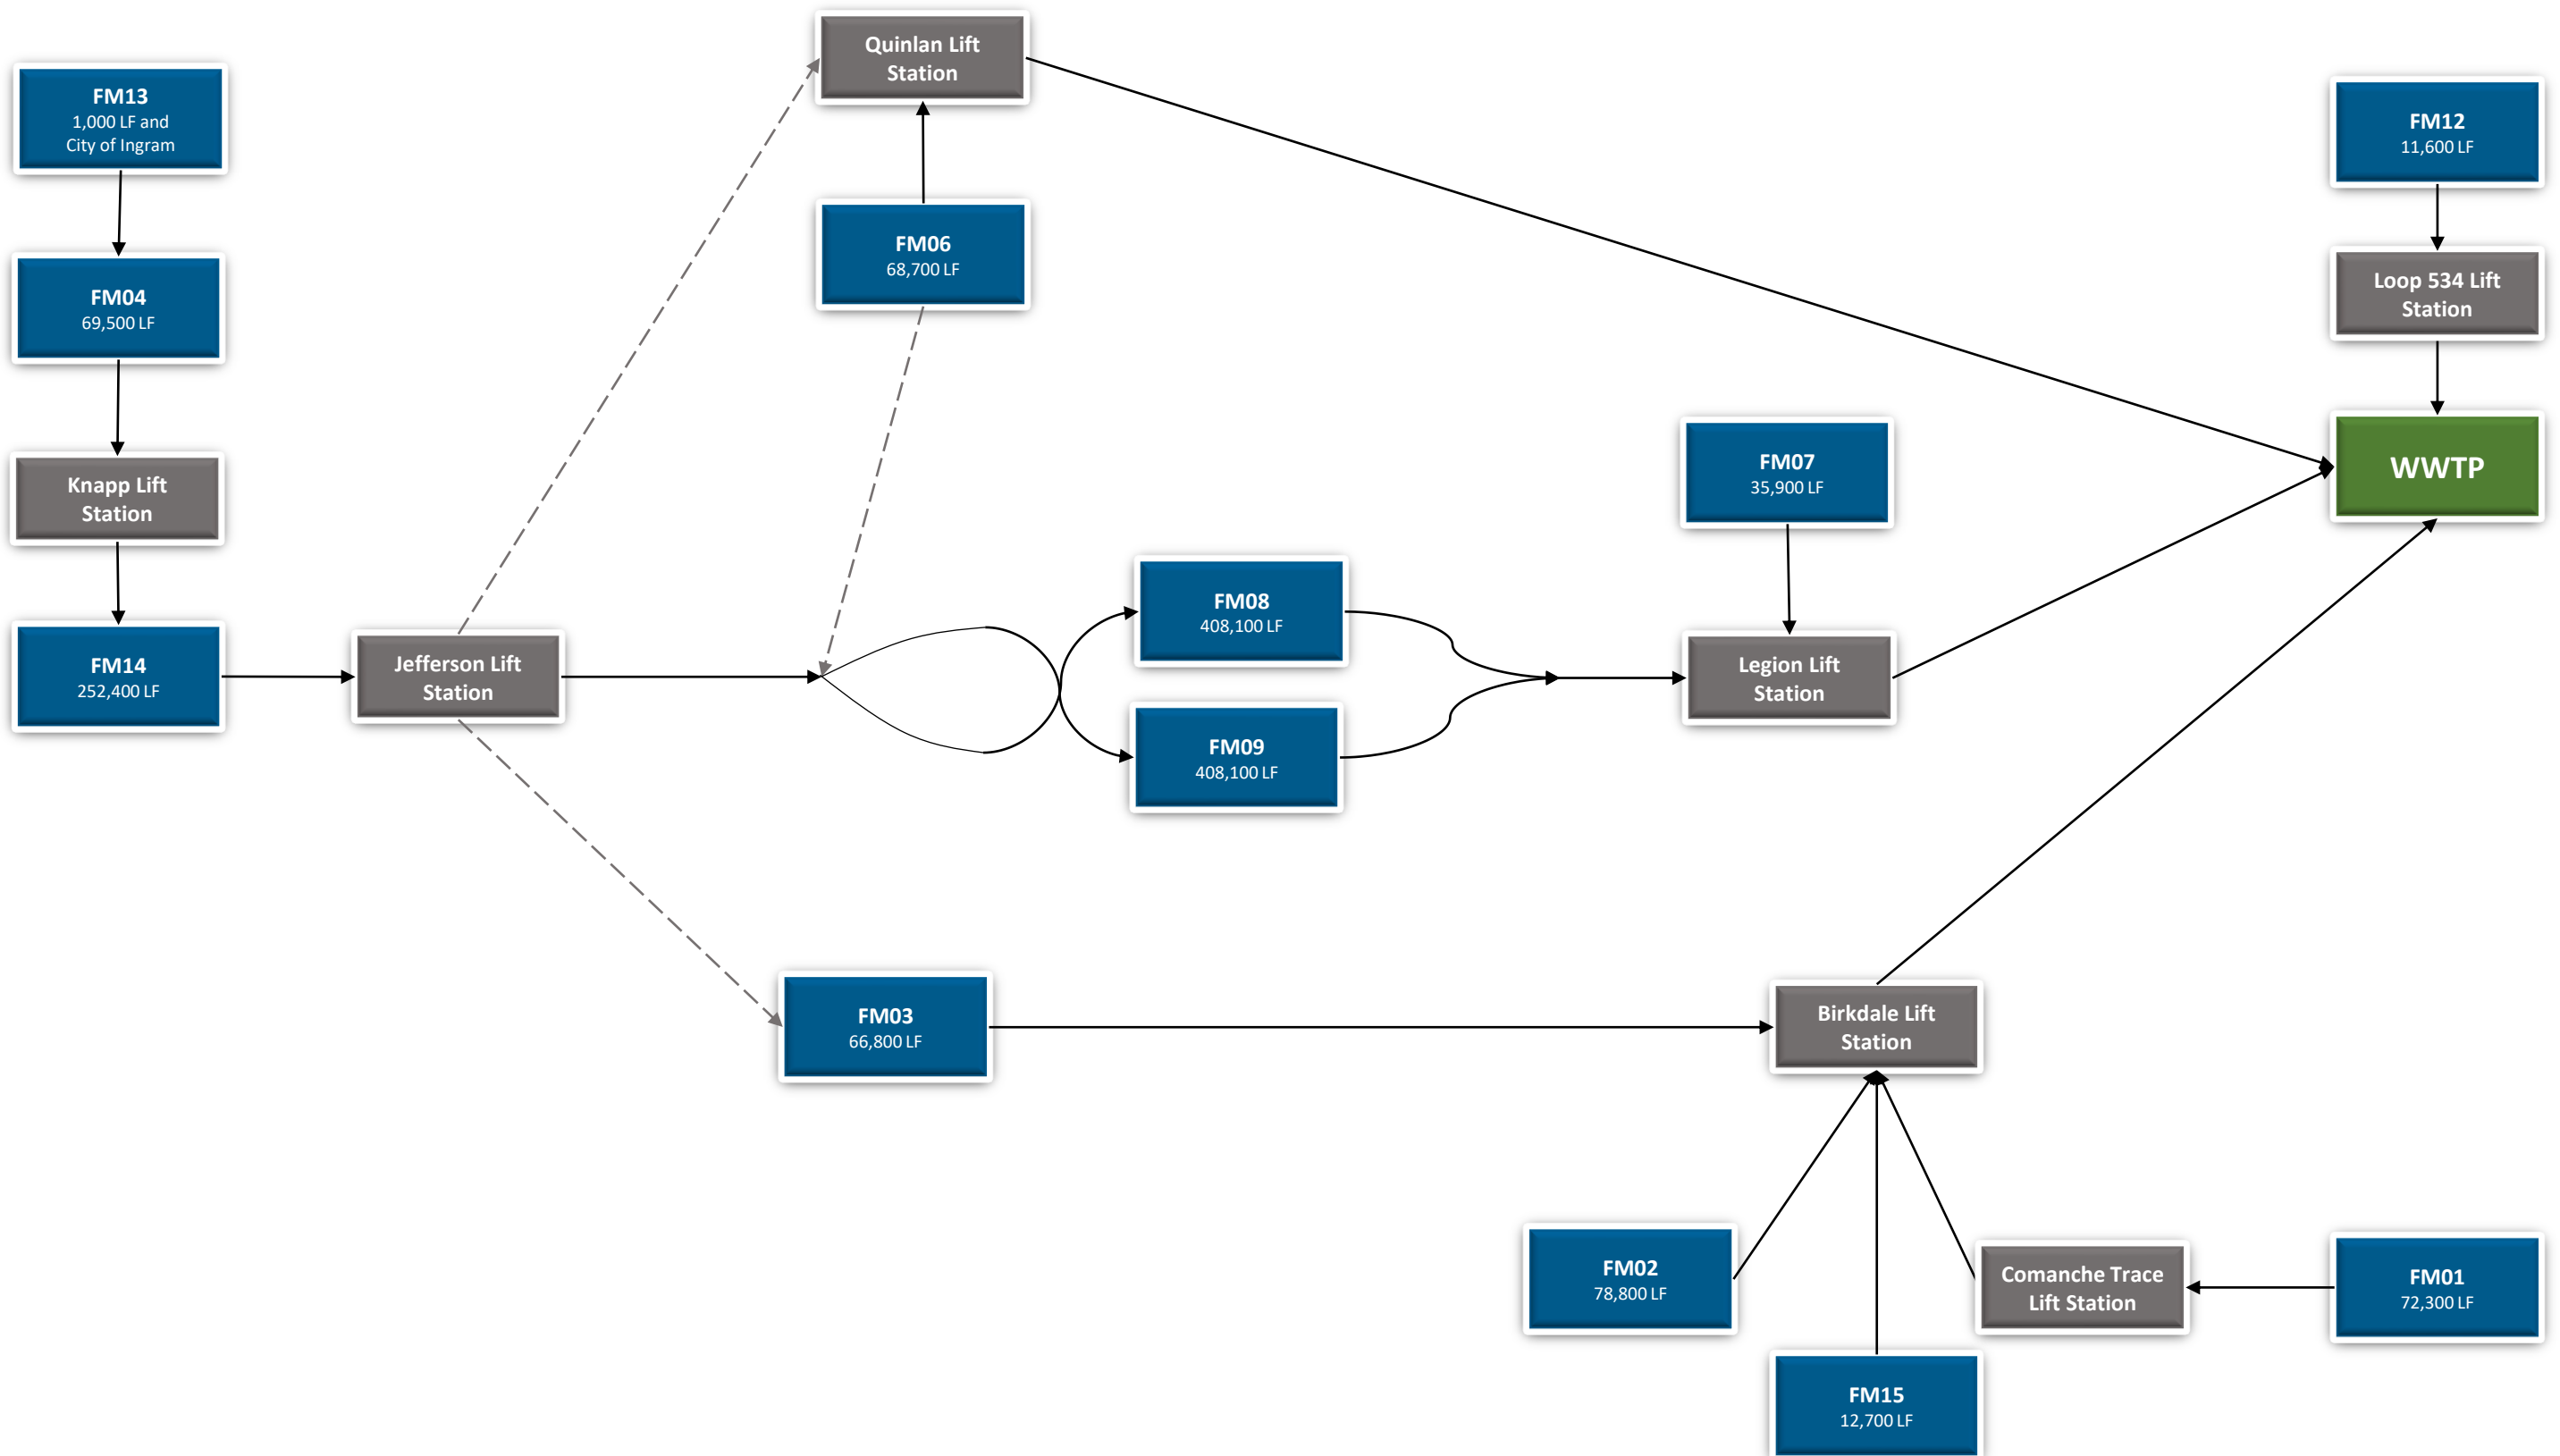 Quinlan Lift
Station
FM13
1,000 LF and
City of Ingram
FM12
11,600 LF
FM06
68,700 LF
FM04
69,500 LF
Loop 534 Lift
Station
Knapp Lift
Station
FM07
35,900 LF
WWTP
FM14
252,400 LF
Jefferson Lift
Station
FM08
408,100 LF
FM09
408,100 LF
Legion Lift
Station
FM03
66,800 LF
Birkdale Lift
Station
FM02
78,800 LF
Comanche Trace
Lift Station
FM01
72,300 LF
FM15
12,700 LF